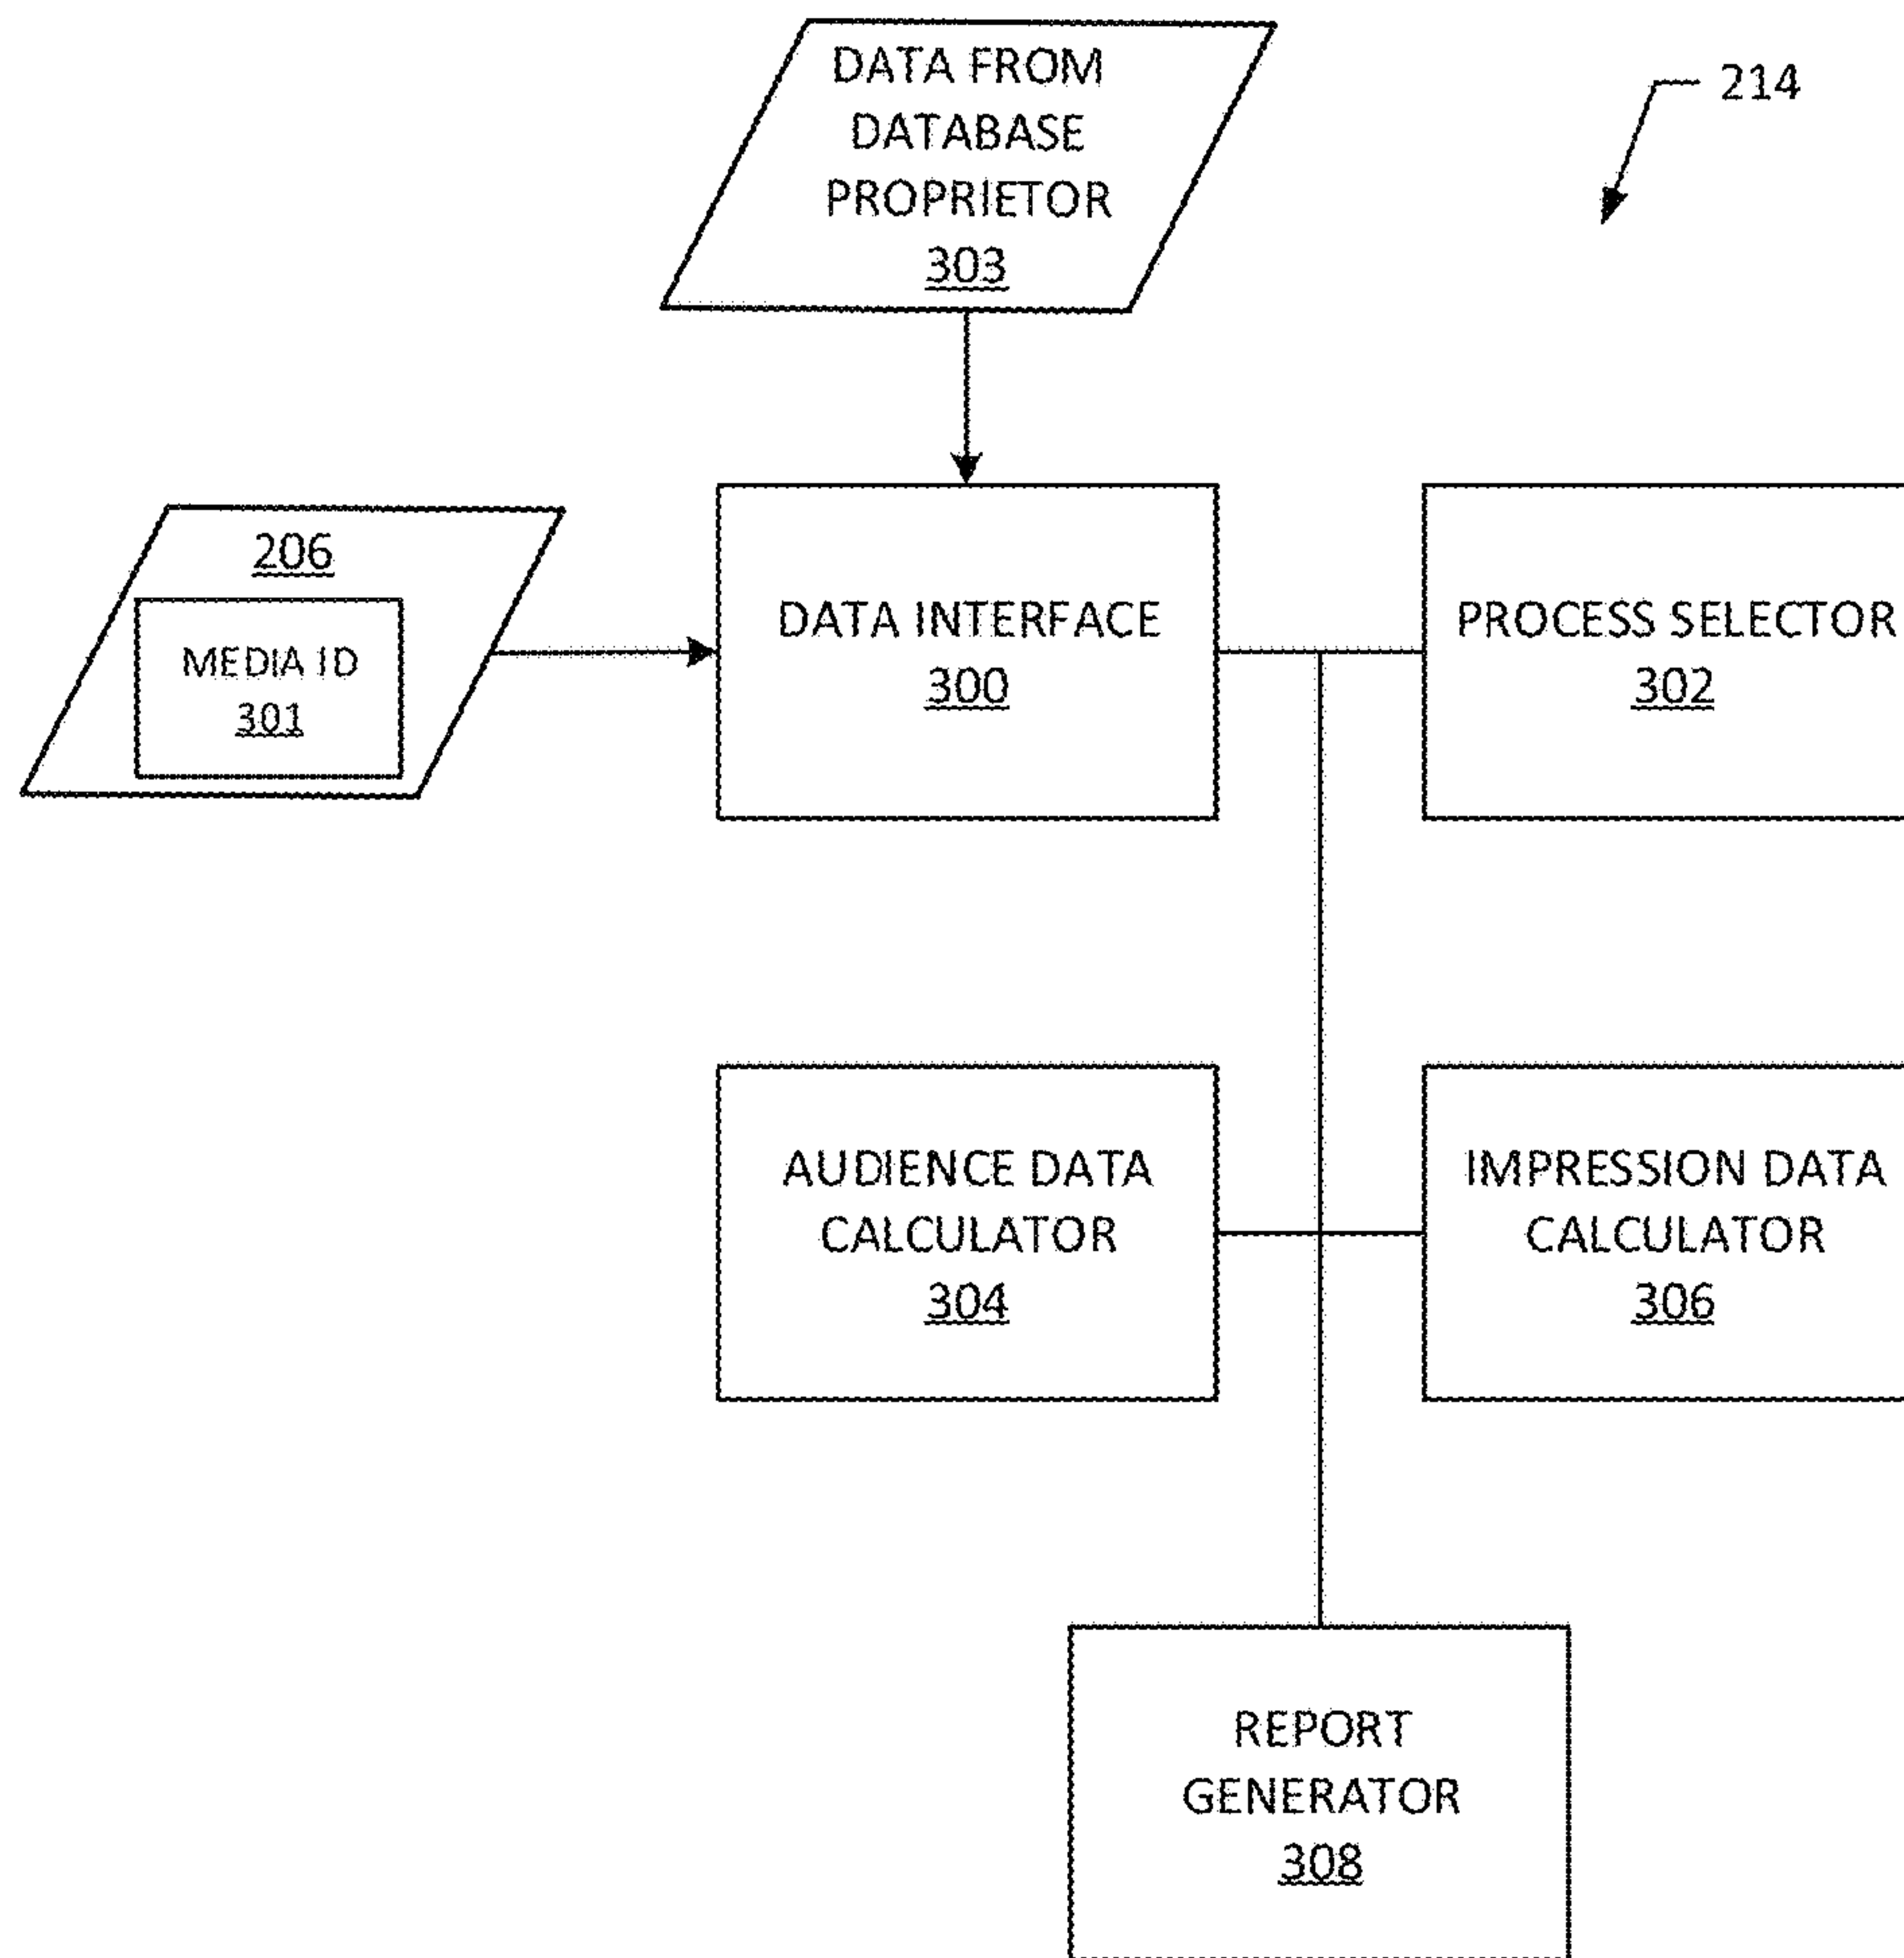 DATA FROM
DATABASE
PROPRIETOR
303
214
206
MEDIA ID
301
DATA INTERFACE
300
PROCESS SELECTOR
302
AUDIENCE DATA
CALCULATOR
304
IMPRESSION DATA
CALCULATOR
306
REPORT
GENERATOR
308